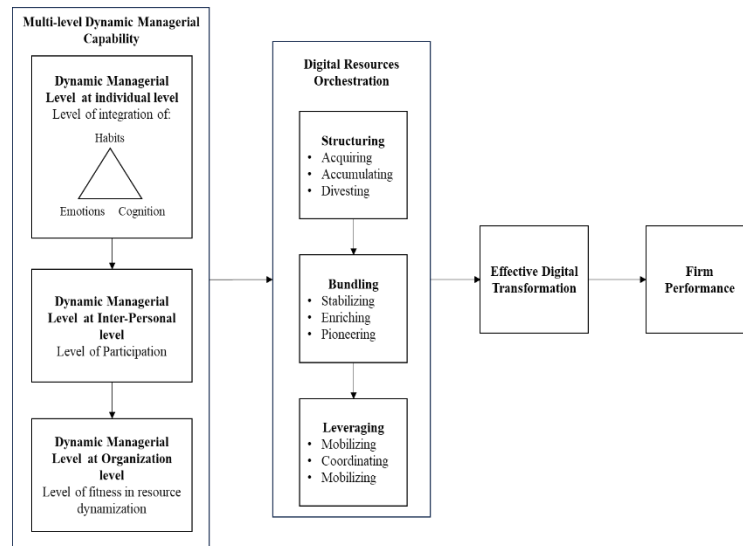 Multi-level Dynamic Managerial
Capability
Dynamic Managerial
Level at individual level
Level of integration of:
Habits
Emotions Cognition
Dynamic Managerial
Level at Inter-Personal
level
Level of Participation
Dynamic Managerial
Level at Organization
level
Level of fitness in resource
dynamization
Digital Resources
Orchestration
Structuring
• Acquiring
• Accumulating
• Divesting
Bundling
• Stabilizing
• Enriching
• Pioneering
Leveraging
• Mobilizing
• Coordinating
• Mobilizing
Effective Digital
Transformation
Firm
Performance